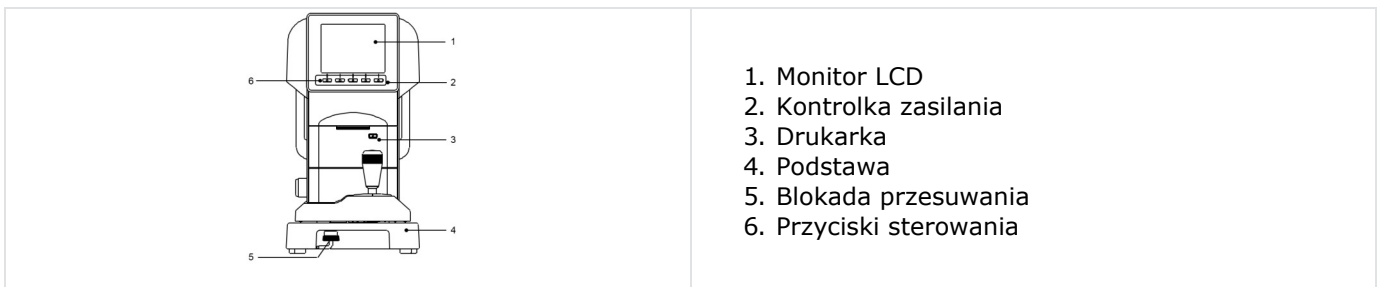 1
6
2
3
4
5
1. Monitor LCD
2. Kontrolka zasilania
3. Drukarka
4. Podstawa
5. Blokada przesuwania
6. Przyciski sterowania